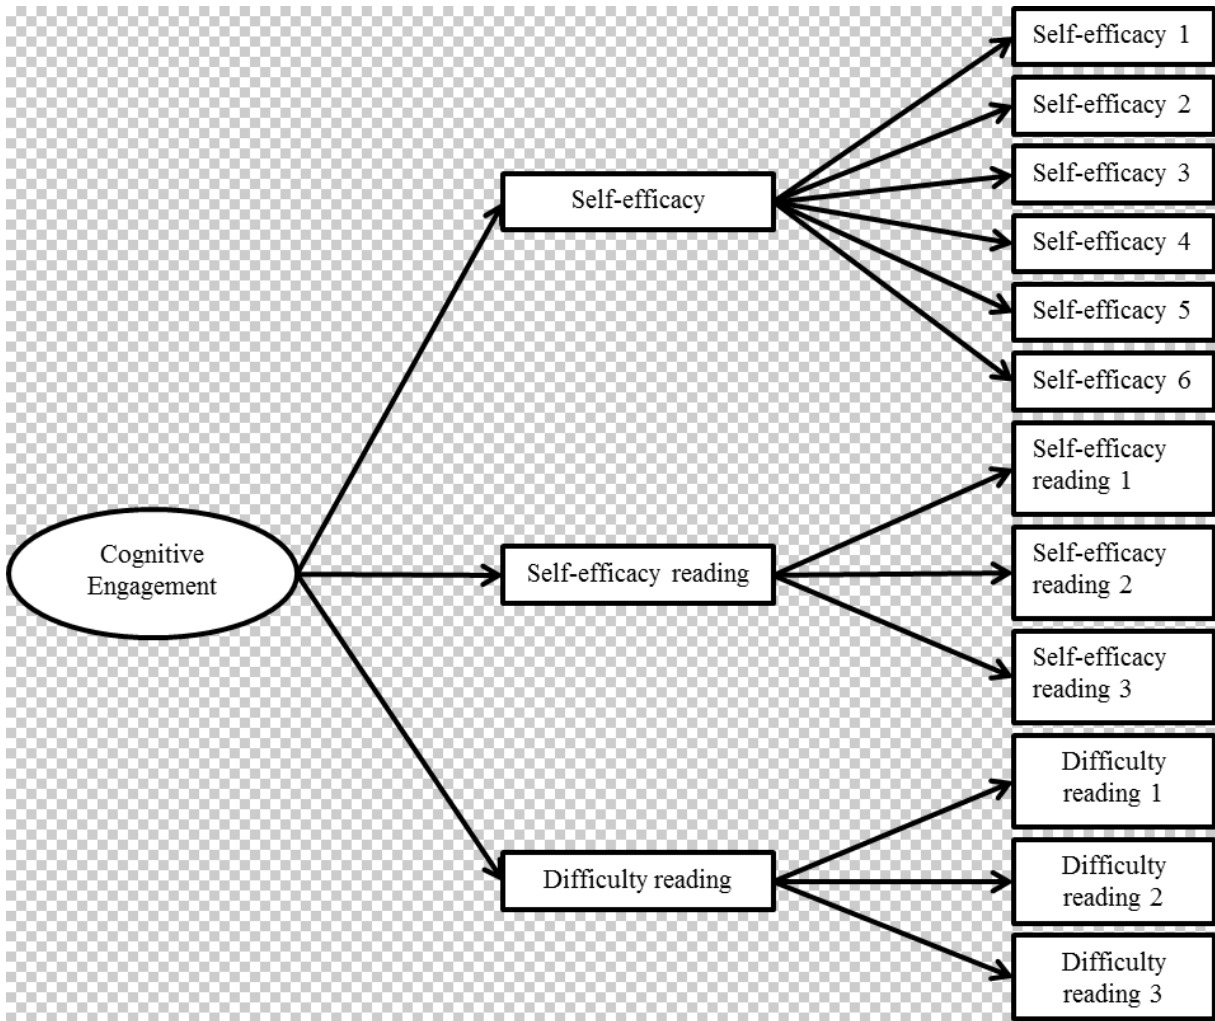 Self-efficacy 1
Self-efficacy 2
Self-efficacy 3
Self-efficacy 4
Self-efficacy 5
Self-efficacy 6
Self-efficacy
Self-efficacy
reading 1
Self-efficacy
reading 2
Self-efficacy
reading 3
Cognitive
Engagement
Self-efficacy reading
Difficulty
reading 1
Difficulty
reading 2
Difficulty
reading 3
Difficulty reading